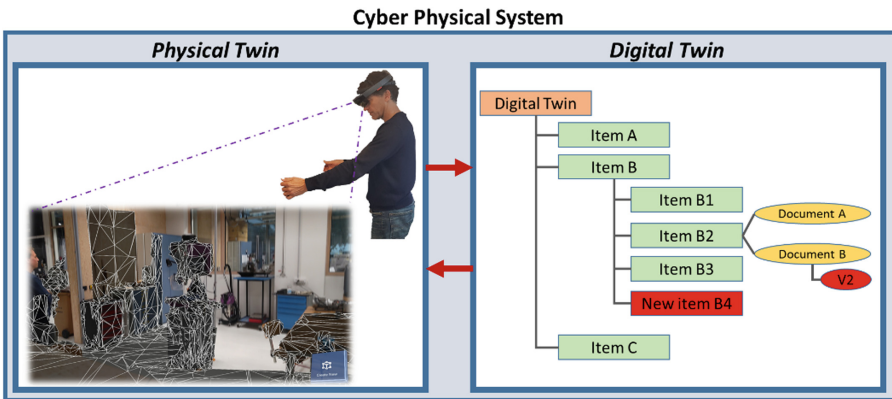 Cyber Physical System
Physical Twin
Digital Twin
Digital Twin
Item A
Item B
Item B1
Item B2
Item B3
New item B4
Item C
Document A
Document B
V2